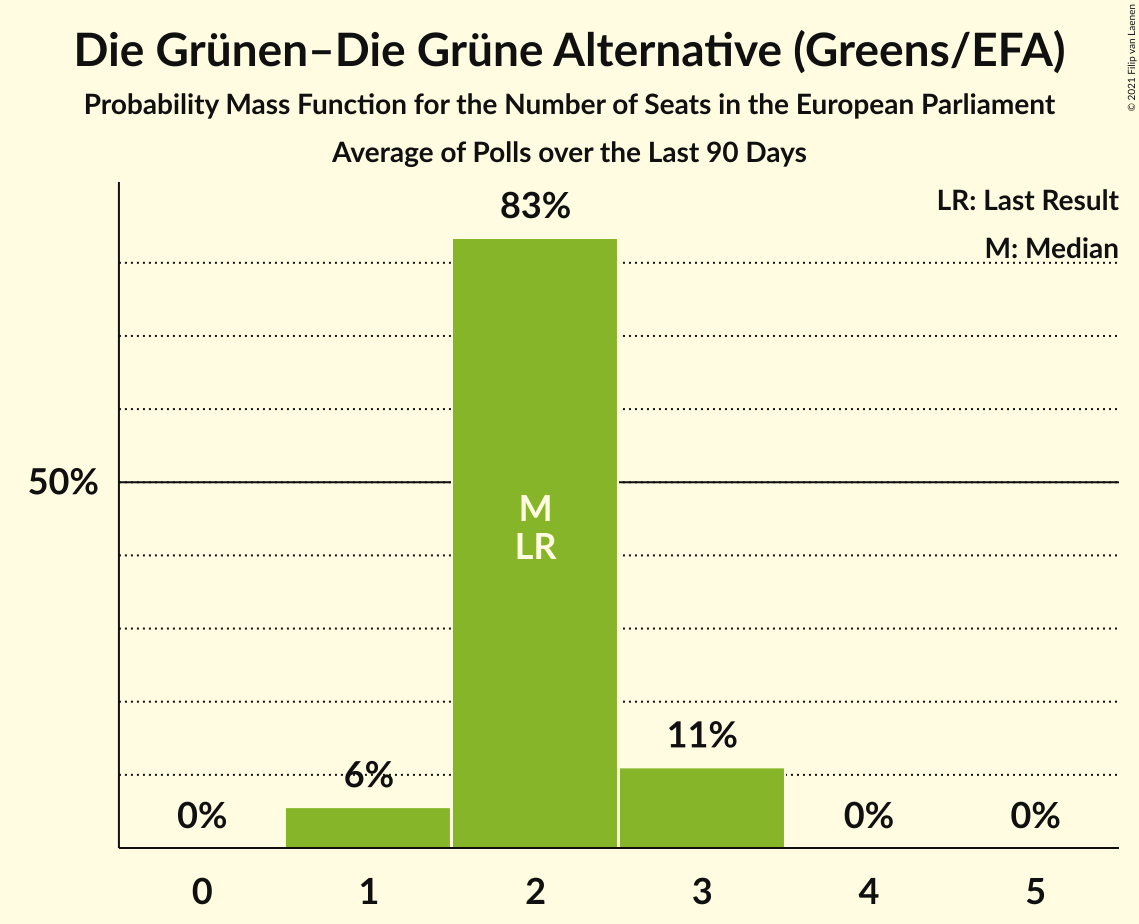 © 2021 Filip van Laenen
Die Grünen–Die Grüne Alternative (Greens/EFA)
Probability Mass Function for the Number of Seats in the European Parliament
Average of Polls over the Last 90 Days
LR: Last Result
M: Median
83%
50%
M
LR
11%
6%
0%
0%
0%
0 1 2 3 4 5